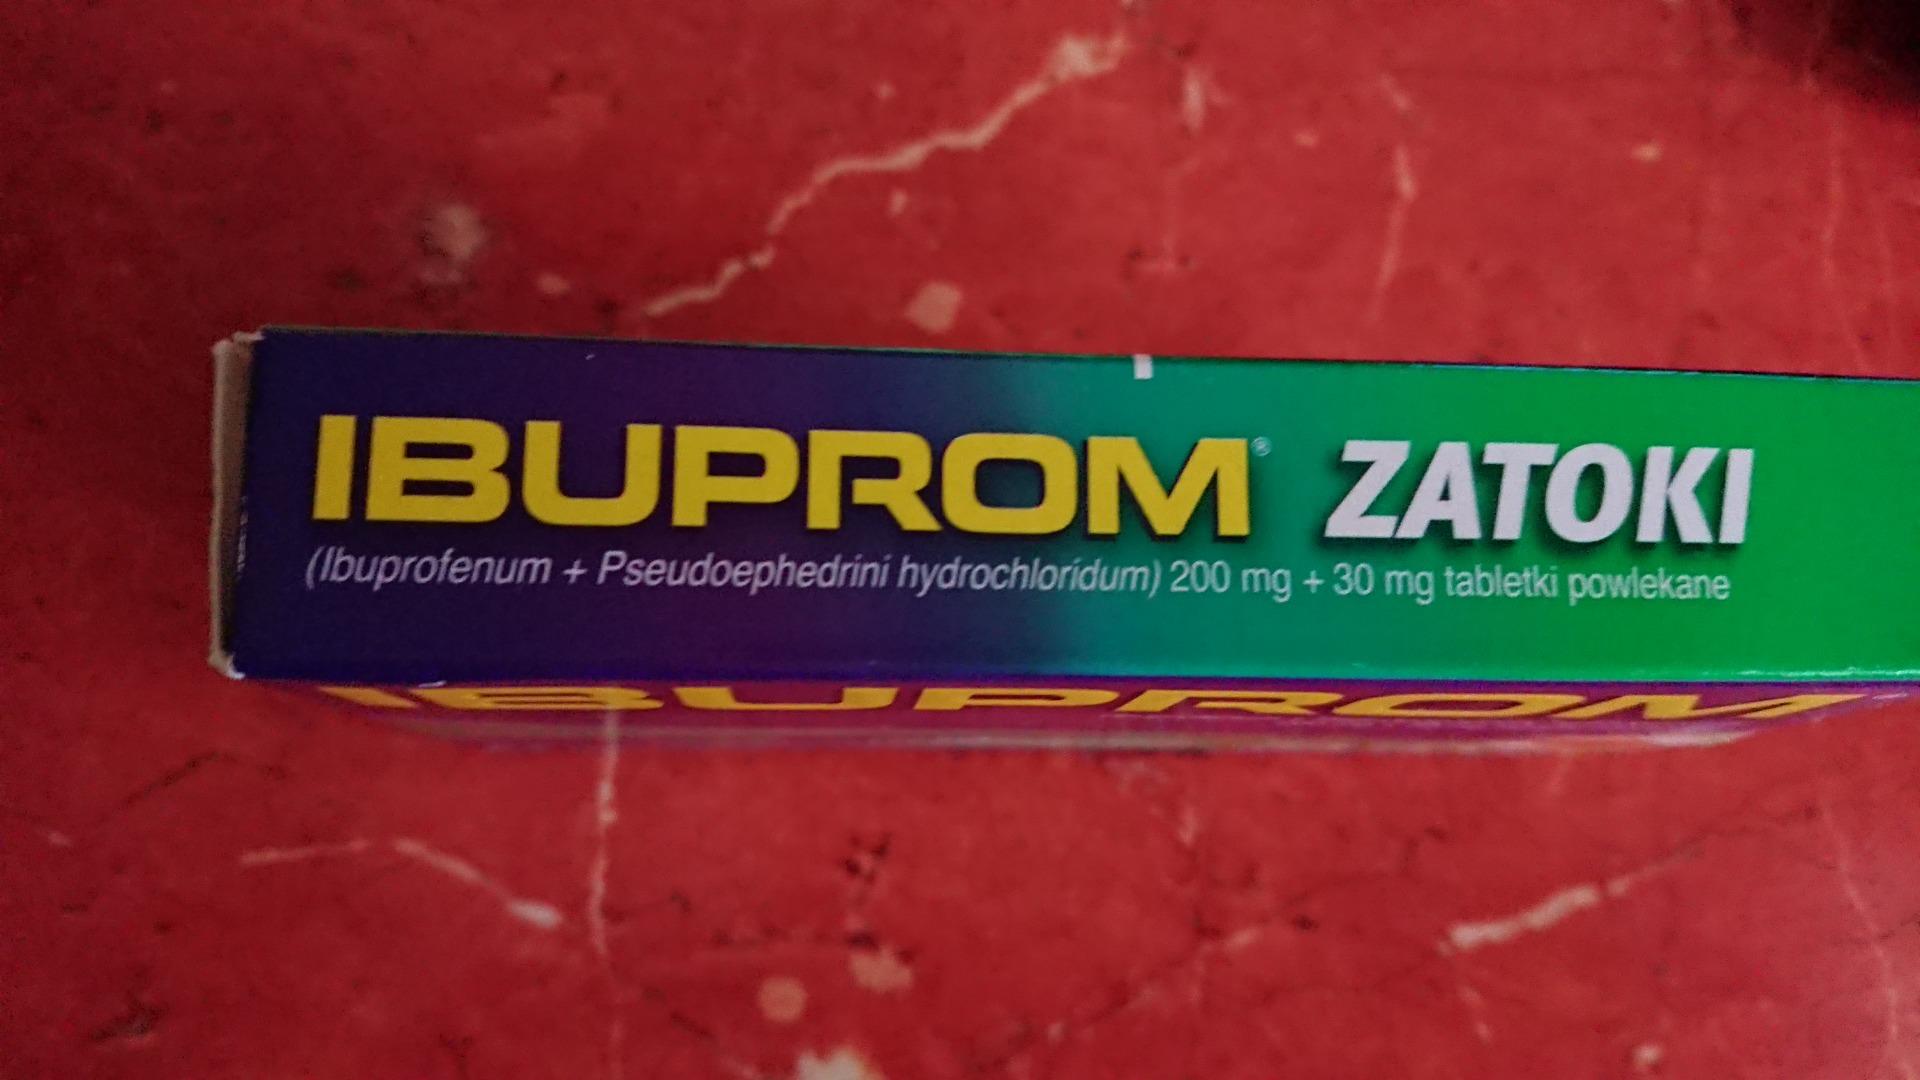 IBUPROM® ZATOKI
(Ibuprofenum + Pseudoephedrini hydrochloridum) 200 mg + 30 mg tabletki powlekane
IBUPROM